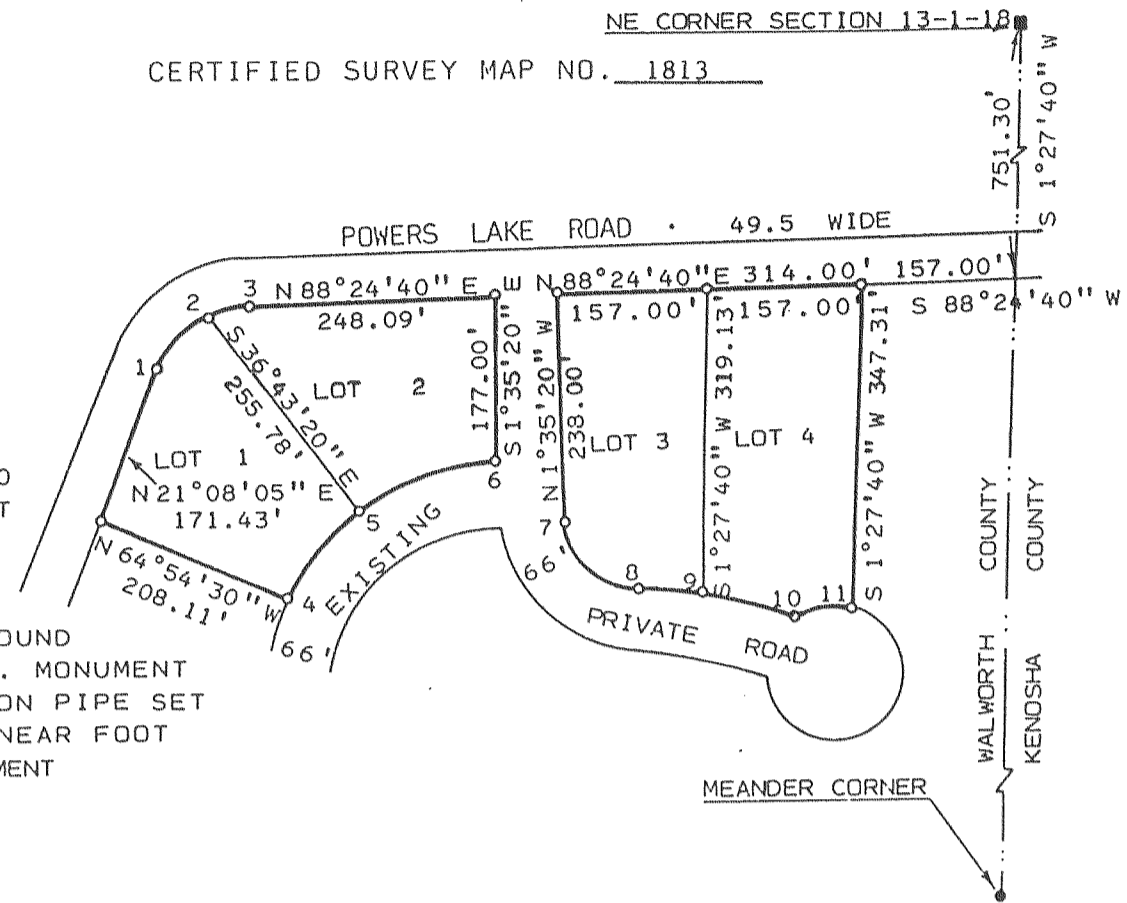 NE CORNER SECTION 13-1-18
CERTIFIED SURVEY MAP NO. 1813
751.30'
S 1°27'40" W
POWERS LAKE ROAD · 49.5 WIDE
N 88°24'40" E
248.09'
N 88°24'40" E 314.00'
157.00'
S 88°24'40" W
157.00'
157.00'
1
2
3
S 36°43'20" E
255.78'
LOT 2
177.00'
S 1°35'20" E
N 1°35'20" W
238.00'
LOT 3
S 1°27'40" W 319.13'
LOT 4
S 1°27'40" W 347.31'
LOT 1
N 21°08'05" E
171.43'
N 64°54'30" W
208.11'
4
5
6
7
8
9
10
11
EXISTING
66'
66'
PRIVATE ROAD
WALWORTH COUNTY
KENOSHA COUNTY
OUND
. MONUMENT
ON PIPE SET
NEAR FOOT
MENT
MEANDER CORNER